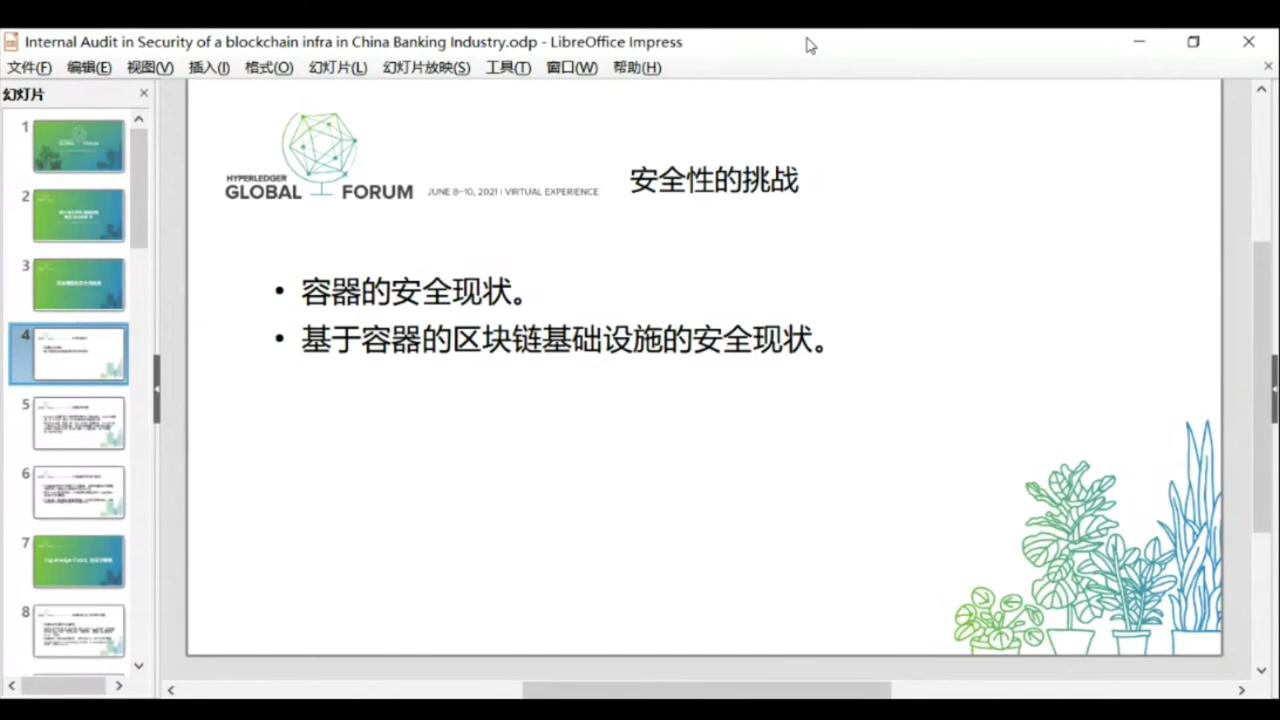 Internal Audit in Security of a blockchain infra in China Banking Industry.odp - LibreOffice Impress
文件(F) 编辑(E) 视图(V) 插入(I) 格式(O) 幻灯片(L) 幻灯片放映(S) 工具(T) 窗口(W) 帮助(H)
幻灯片
1
2
3
4
5
6
7
8
HYPERLEDGER
GLOBAL FORUM
JUNE 8-10, 2021 | VIRTUAL EXPERIENCE
安全性的挑战
• 容器的安全现状。
• 基于容器的区块链基础设施的安全现状。